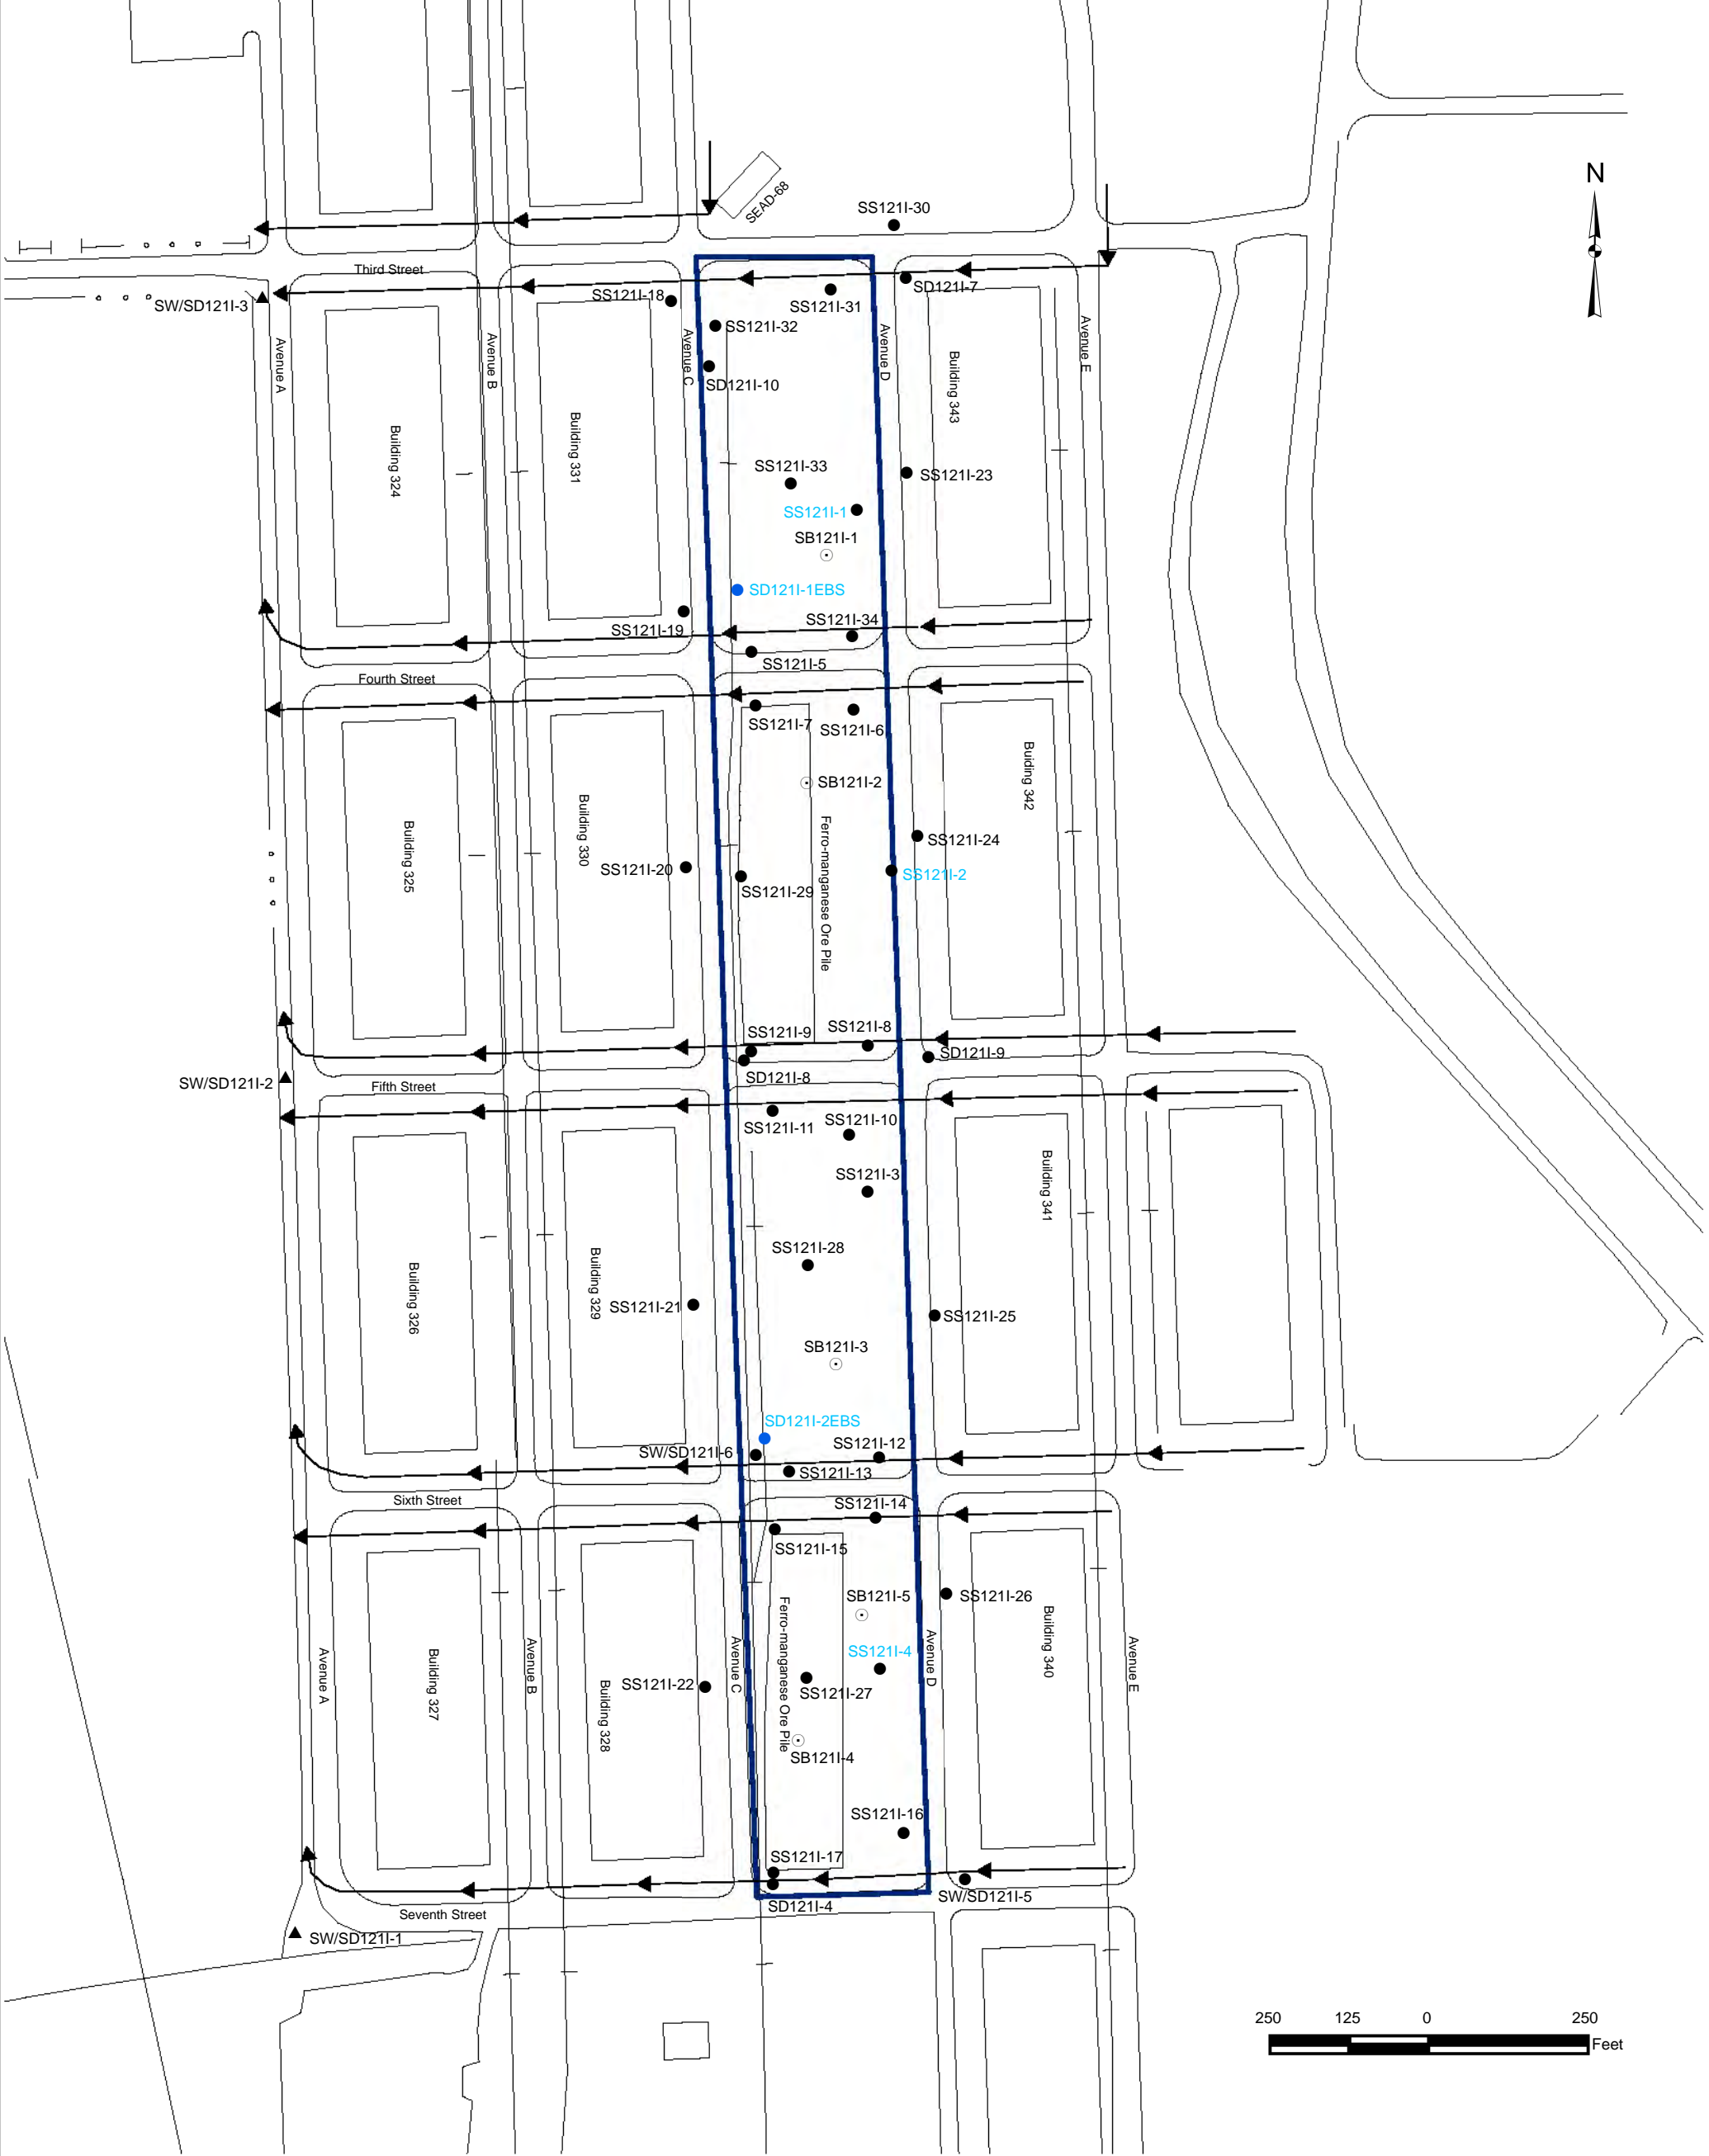 N
SEAD-68
SS121I-30
Third Street
SW/SD121I-3
SS121I-18
SS121I-31
SD121I-7
SS121I-32
Avenue A
Avenue B
Avenue C
Avenue D
Avenue E
SD121I-10
Building 343
Building 324
Building 331
SS121I-33
SS121I-23
SS121I-1
SB121I-1
SD121I-1EBS
SS121I-34
SS121I-19
SS121I-5
Fourth Street
SS121I-7
SS121I-6
SB121I-2
Buiding 342
Building 325
Building 330
Ferro-manganese Ore Pile
SS121I-24
SS121I-20
SS121I-2
SS121I-29
SS121I-9
SS121I-8
SD121I-9
SW/SD121I-2
SD121I-8
Fifth Street
SS121I-11
SS121I-10
SS121I-3
Building 341
SS121I-28
Building 326
Building 329
SS121I-21
SS121I-25
SB121I-3
SD121I-2EBS
SW/SD121I-6
SS121I-12
SS121I-13
Sixth Street
SS121I-14
SS121I-15
SB121I-5
SS121I-26
Ferro-manganese Ore Pile
Building 340
SS121I-4
Avenue A
Avenue B
Avenue C
Avenue D
Avenue E
Building 327
Building 328
SS121I-22
SS121I-27
SB121I-4
SS121I-16
SS121I-17
SW/SD121I-5
SD121I-4
Seventh Street
SW/SD121I-1
250 125 0 250
Feet